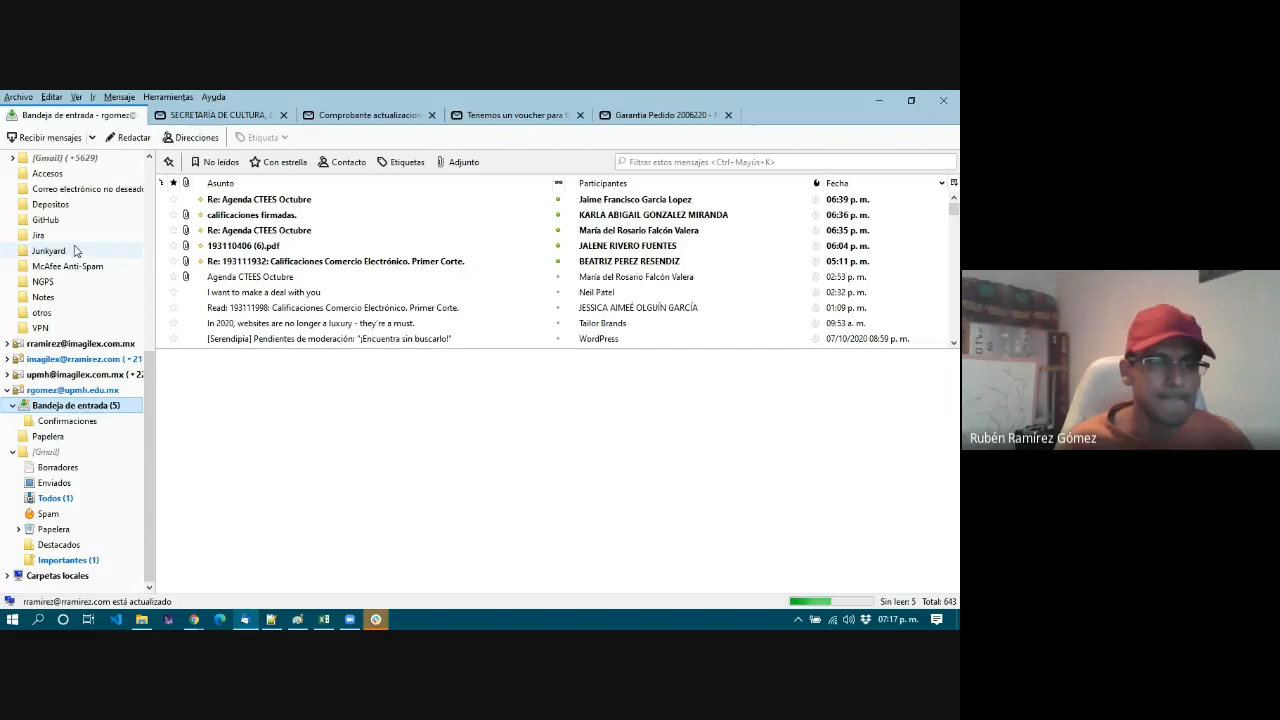 Archivo Editar Ver Ir Mensaje Herramientas Ayuda
Bandeja de entrada - rgomez@ SECRETARÍA DE CULTURA, Comprobante actualizacion Tenemos un voucher para Garantia Pedido 2006220 -
Recibir mensajes Redactar Direcciones Etiqueta
No leídos Con estrella Contacto Etiquetas Adjunto Filtrar estos mensajes <Ctrl+Mayús+K>
Asunto Participantes Fecha
Re: Agenda CTEES Octubre Jaime Francisco Garcia Lopez 06:39 p. m.
calificaciones firmadas. KARLA ABIGAIL GONZALEZ MIRANDA 06:36 p. m.
Re: Agenda CTEES Octubre María del Rosario Falcón Valera 06:35 p. m.
193110406 (6).pdf JALENE RIVERO FUENTES 06:04 p. m.
Re: 193111932: Calificaciones Comercio Electrónico. Primer Corte. BEATRIZ PEREZ RESENDIZ 05:11 p. m.
Agenda CTEES Octubre María del Rosario Falcón Valera 02:53 p. m.
I want to make a deal with you Neil Patel 02:32 p. m.
Read: 193111998: Calificaciones Comercio Electrónico. Primer Corte. JESSICA AIMEÉ OLGUÍN GARCÍA 01:09 p. m.
In 2020, websites are no longer a luxury - they're a must. Tailor Brands 09:53 a. m.
[Serendipia] Pendientes de moderación: "¡Encuentra sin buscarlo!" WordPress 07/10/2020 08:59 p. m.
[Gmail] (•5629)
Accesos
Correo electrónico no desead
Depositos
GitHub
Jira
Junkyard
McAfee Anti-Spam
NGPS
Notes
otros
VPN
rramirez@imagilex.com.mx
imagilex@rramirez.com (•21
upmh@imagilex.com.mx (•22
rgomez@upmh.edu.mx
Bandeja de entrada (5)
Confirmaciones
Papelera
[Gmail]
Borradores
Enviados
Todos (1)
Spam
Papelera
Destacados
Importantes (1)
Carpetas locales
rramirez@rramirez.com está actualizado Sin leer: 5 Total: 643
07:17 p. m.
Rubén Ramírez Gómez